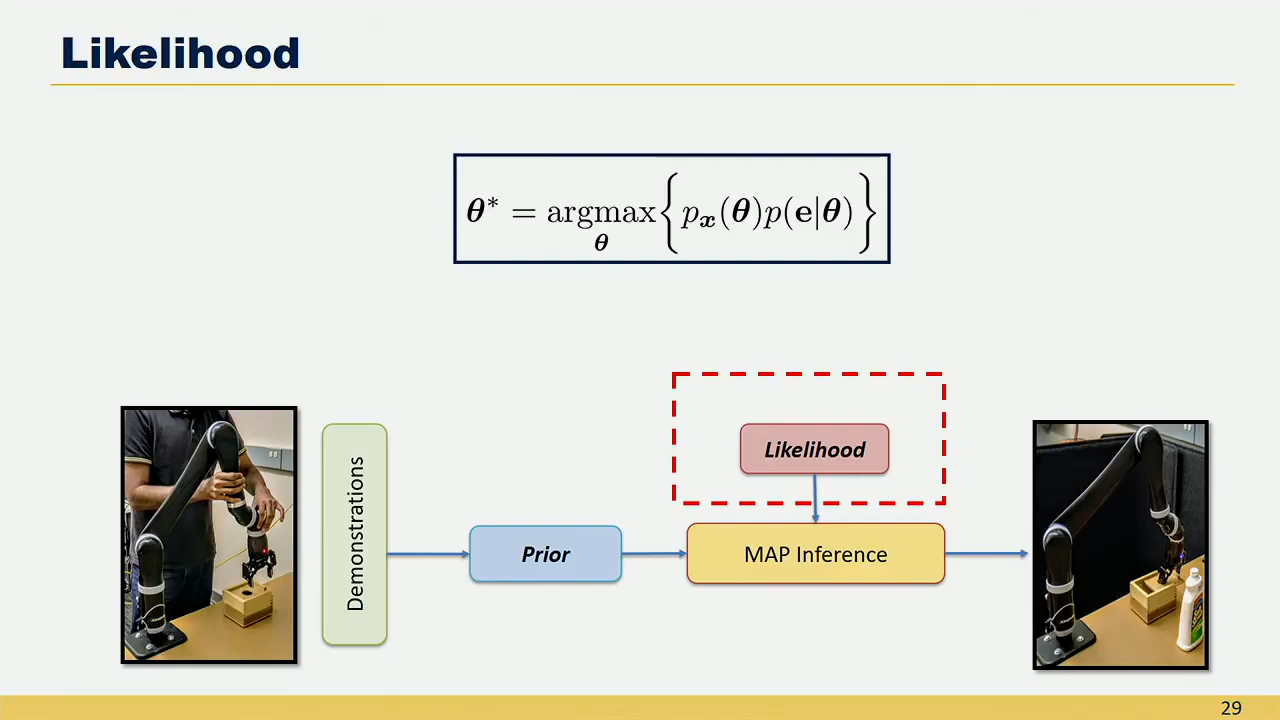 Likelihood
θ* = argmax { p_x(θ)p(e|θ) }
θ
Likelihood
Demonstrations
Prior
MAP Inference
29